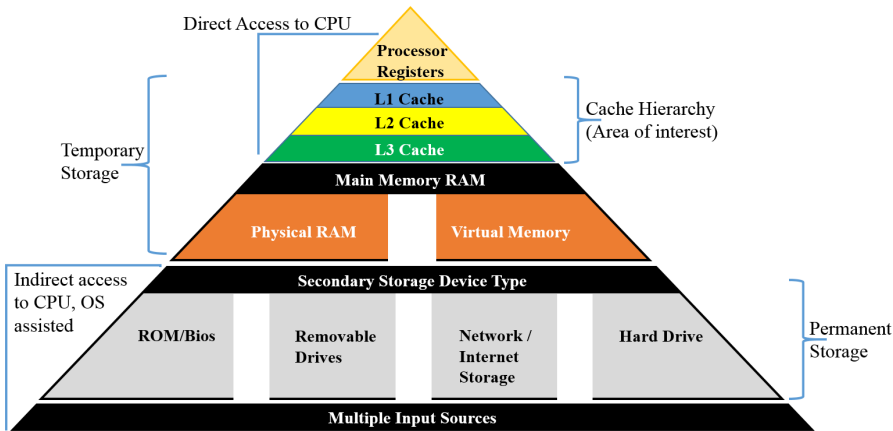 Direct Access to CPU
Processor
Registers
L1 Cache
L2 Cache
L3 Cache
Cache Hierarchy
(Area of interest)
Temporary
Storage
Main Memory RAM
Physical RAM
Virtual Memory
Indirect access
to CPU, OS
assisted
Secondary Storage Device Type
ROM/Bios
Removable
Drives
Network /
Internet
Storage
Hard Drive
Permanent
Storage
Multiple Input Sources